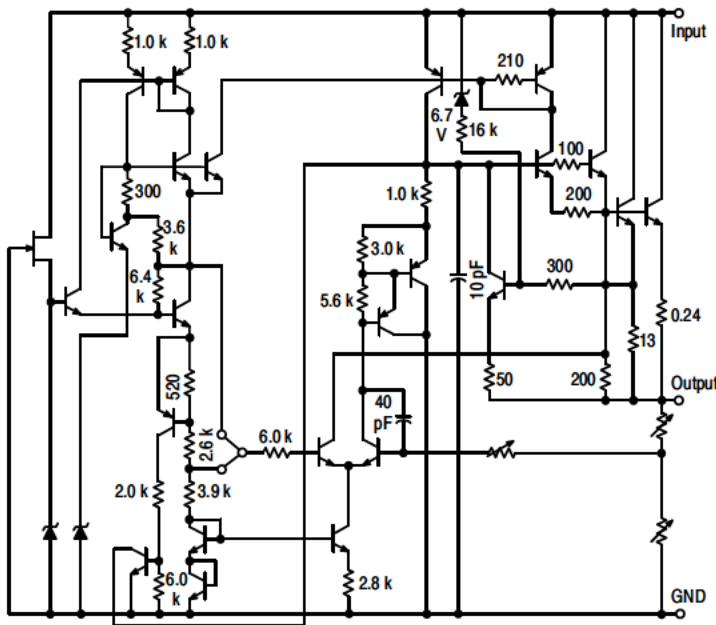 Input
1.0 k
1.0 k
210
6.7
V
16 k
100
300
1.0 k
200
3.6
k
3.0 k
10 pF
300
6.4
k
5.6 k
0.24
13
520
50
200
Output
40
pF
2.6 k
6.0 k
2.0 k
3.9 k
6.0
k
2.8 k
GND